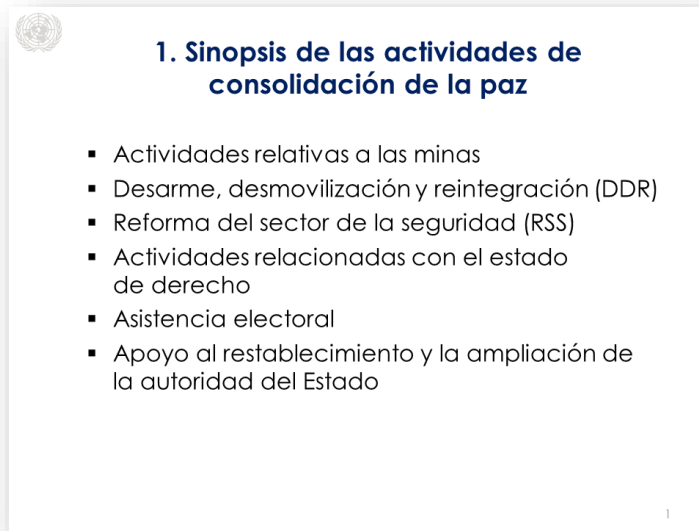 1. Sinopsis de las actividades de
consolidación de la paz
▪ Actividades relativas a las minas
▪ Desarme, desmovilización y reintegración (DDR)
▪ Reforma del sector de la seguridad (RSS)
▪ Actividades relacionadas con el estado
de derecho
▪ Asistencia electoral
▪ Apoyo al restablecimiento y la ampliación de
la autoridad del Estado
1